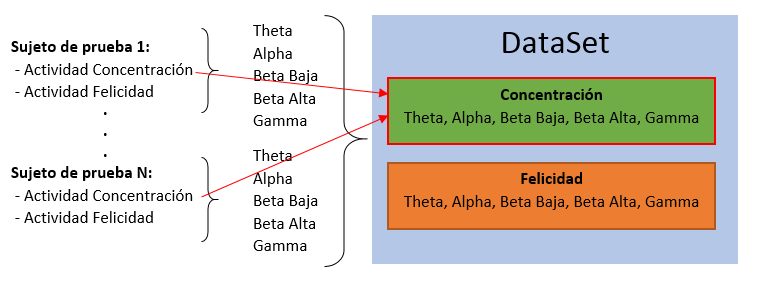 Sujeto de prueba 1:
- Actividad Concentración
- Actividad Felicidad
Sujeto de prueba N:
- Actividad Concentración
- Actividad Felicidad
Theta
Alpha
Beta Baja
Beta Alta
Gamma
Theta
Alpha
Beta Baja
Beta Alta
Gamma
DataSet
Concentración
Theta, Alpha, Beta Baja, Beta Alta, Gamma
Felicidad
Theta, Alpha, Beta Baja, Beta Alta, Gamma